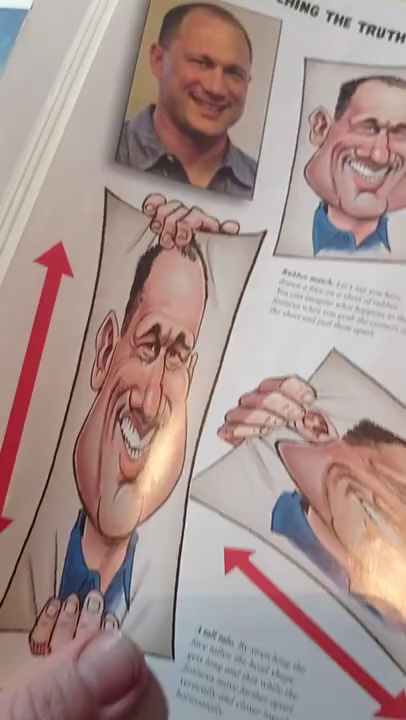 CHING THE TRUTH
Rubber match. Let's say you have
drawn a face on a sheet of rubber.
You can imagine what happens to the
features when you grab the corners
the sheet and pull them apart.
A tall tale. By stretching the
face taller, the head shape
gets long and thin while the
features move farther apart
vertically and closer
horizontally.